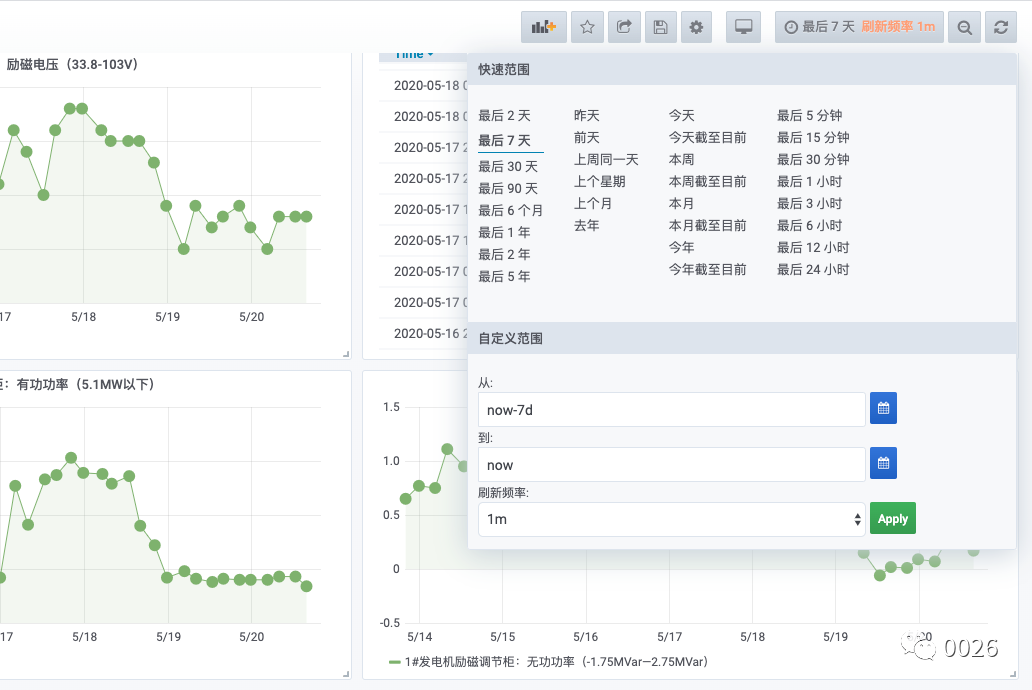 最后 7 天 刷新频率 1m
励磁电压（33.8-103V）
17 5/18 5/19 5/20
Time
2020-05-18 0
2020-05-18 0
2020-05-17 2
2020-05-17 2
2020-05-17 1
2020-05-17 1
2020-05-17 0
2020-05-17 0
2020-05-16 2
快速范围
最后 2 天
最后 7 天
最后 30 天
最后 90 天
最后 6 个月
最后 1 年
最后 2 年
最后 5 年
昨天
前天
上周同一天
上个星期
上个月
去年
今天
今天截至目前
本周
本周截至目前
本月
本月截至目前
今年
今年截至目前
最后 5 分钟
最后 15 分钟
最后 30 分钟
最后 1 小时
最后 3 小时
最后 6 小时
最后 12 小时
最后 24 小时
自定义范围
从:
now-7d
到:
now
刷新频率:
1m
Apply
：有功功率（5.1MW以下）
17 5/18 5/19 5/20
1.5
1.0
0.5
0
-0.5
5/14 5/15 5/16 5/17 5/18 5/19 20
1#发电机励磁调节柜：无功功率（-1.75MVar—2.75MVar）
0026